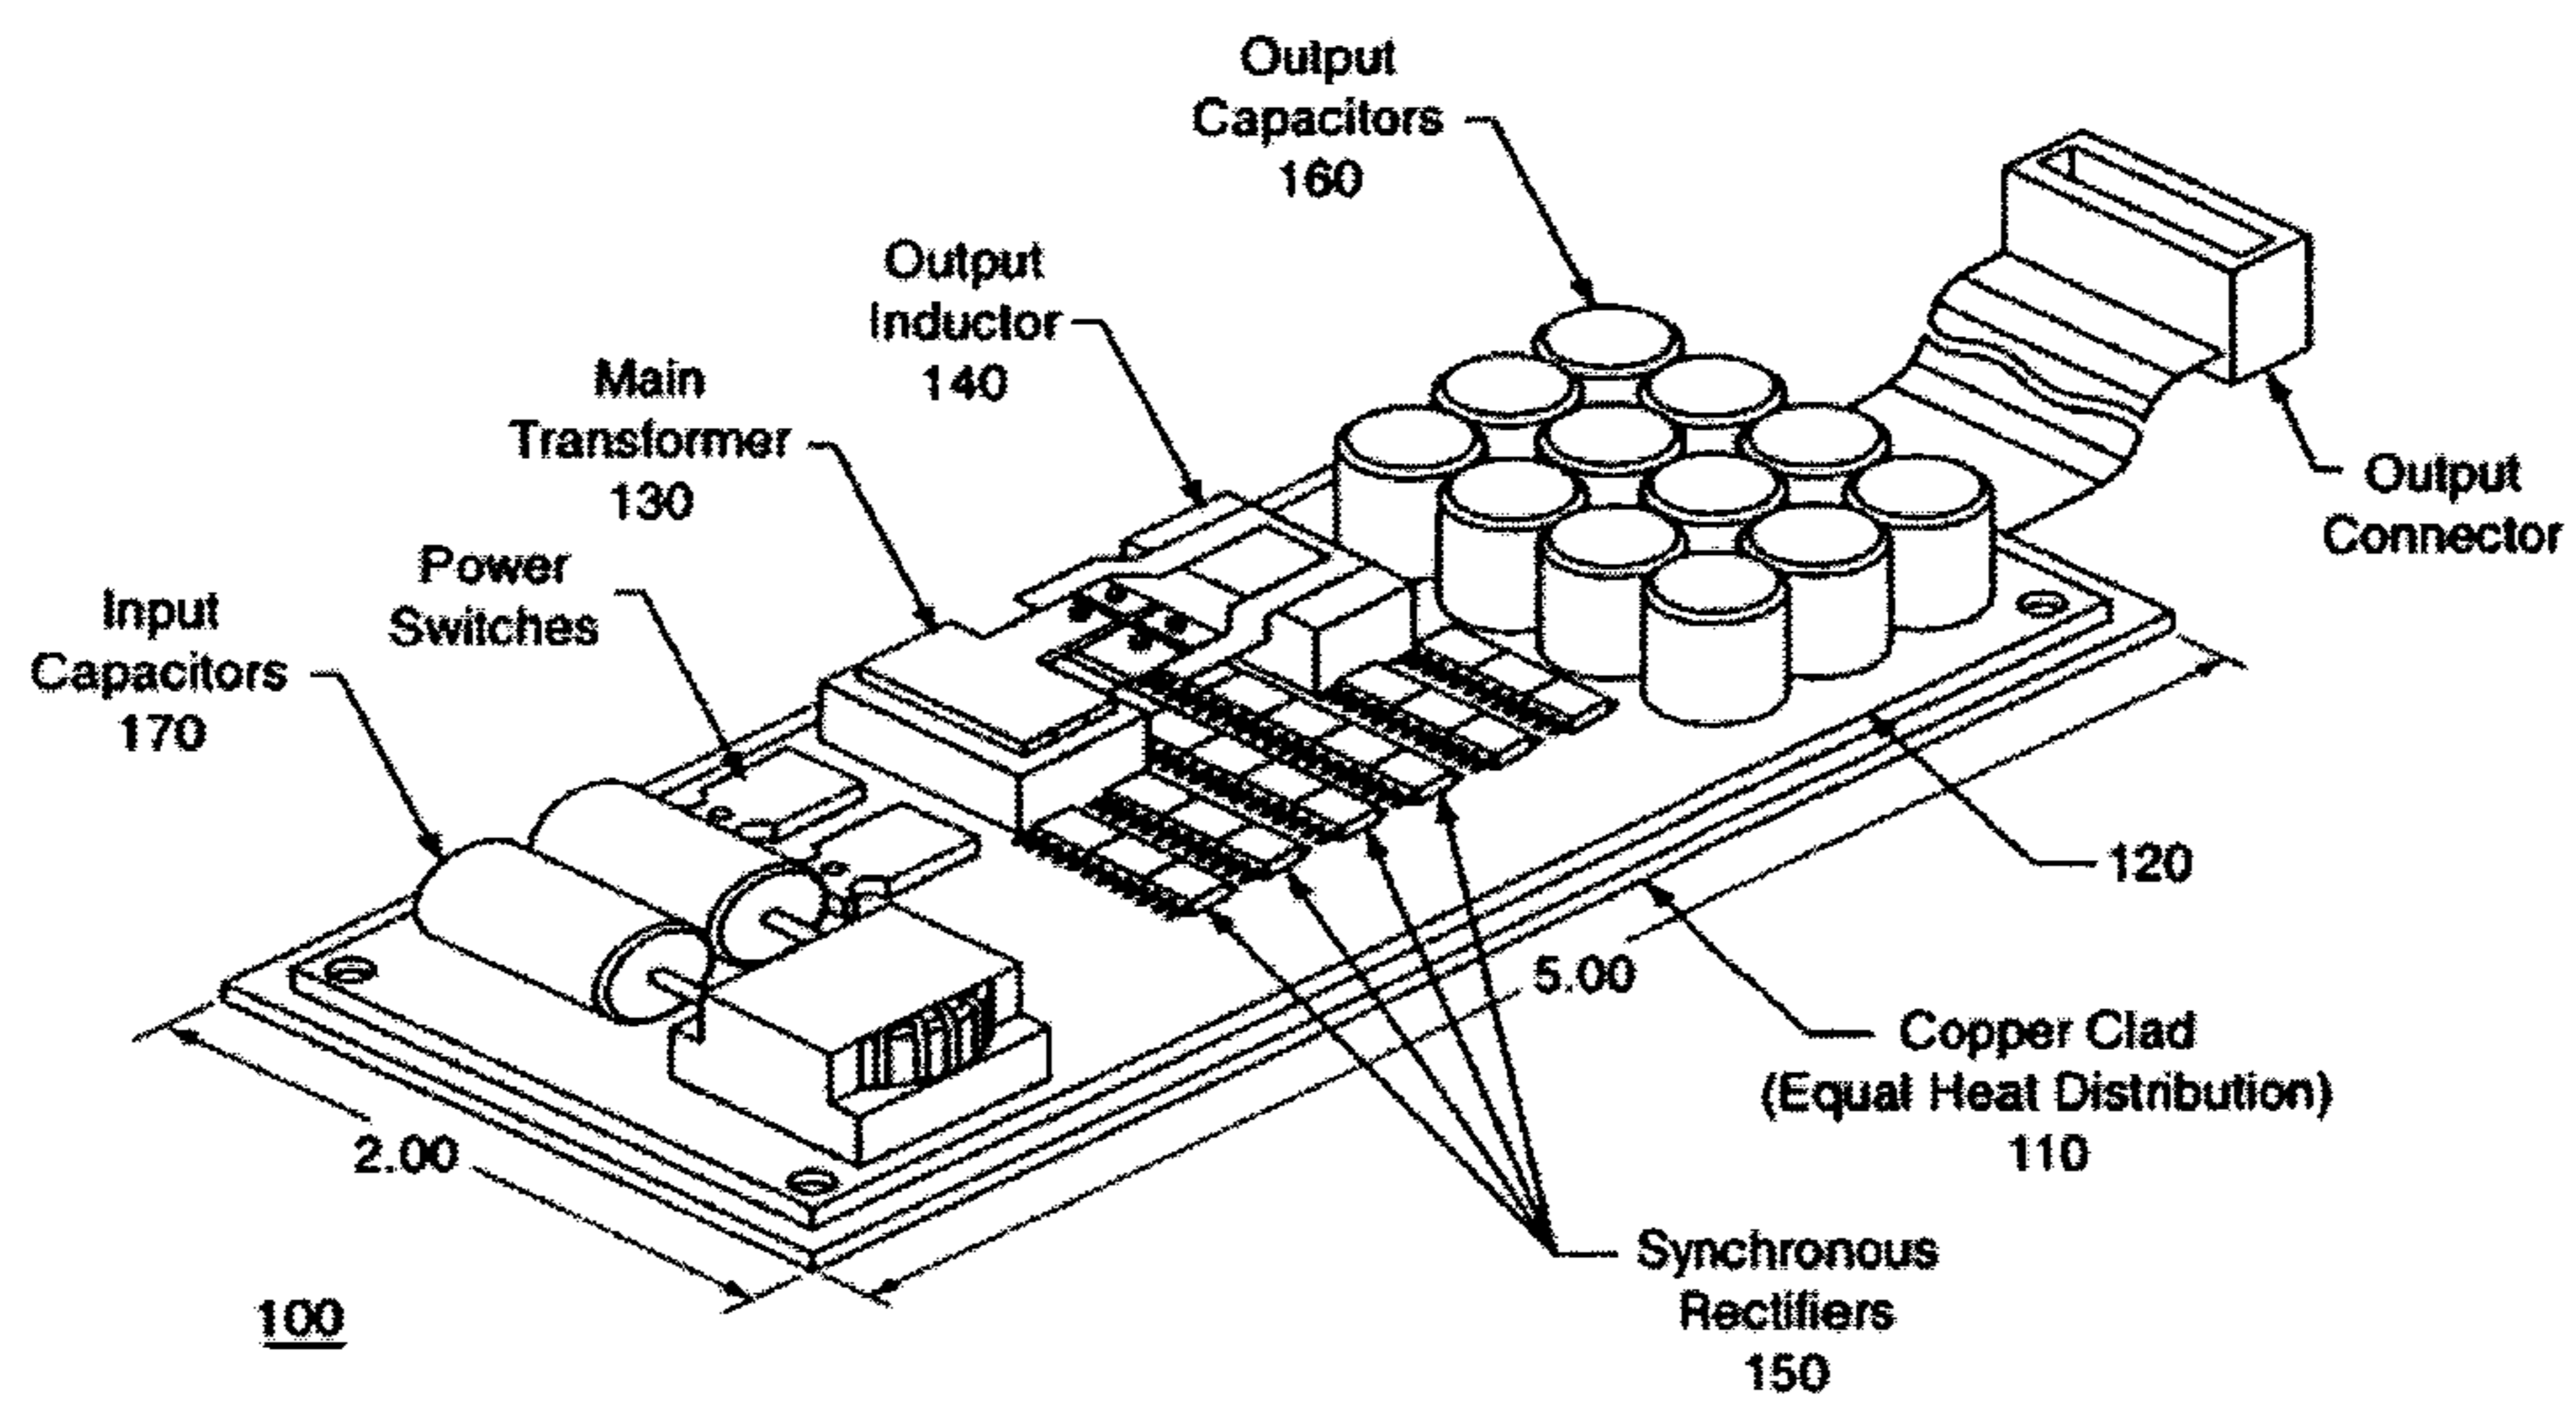 Output
Capacitors
160
Output
Inductor
140
Main
Transformer
130
Power
Switches
Input
Capacitors
170
Output
Connector
120
5.00
Copper Clad
(Equal Heat Distribution)
110
2.00
Synchronous
Rectifiers
150
100